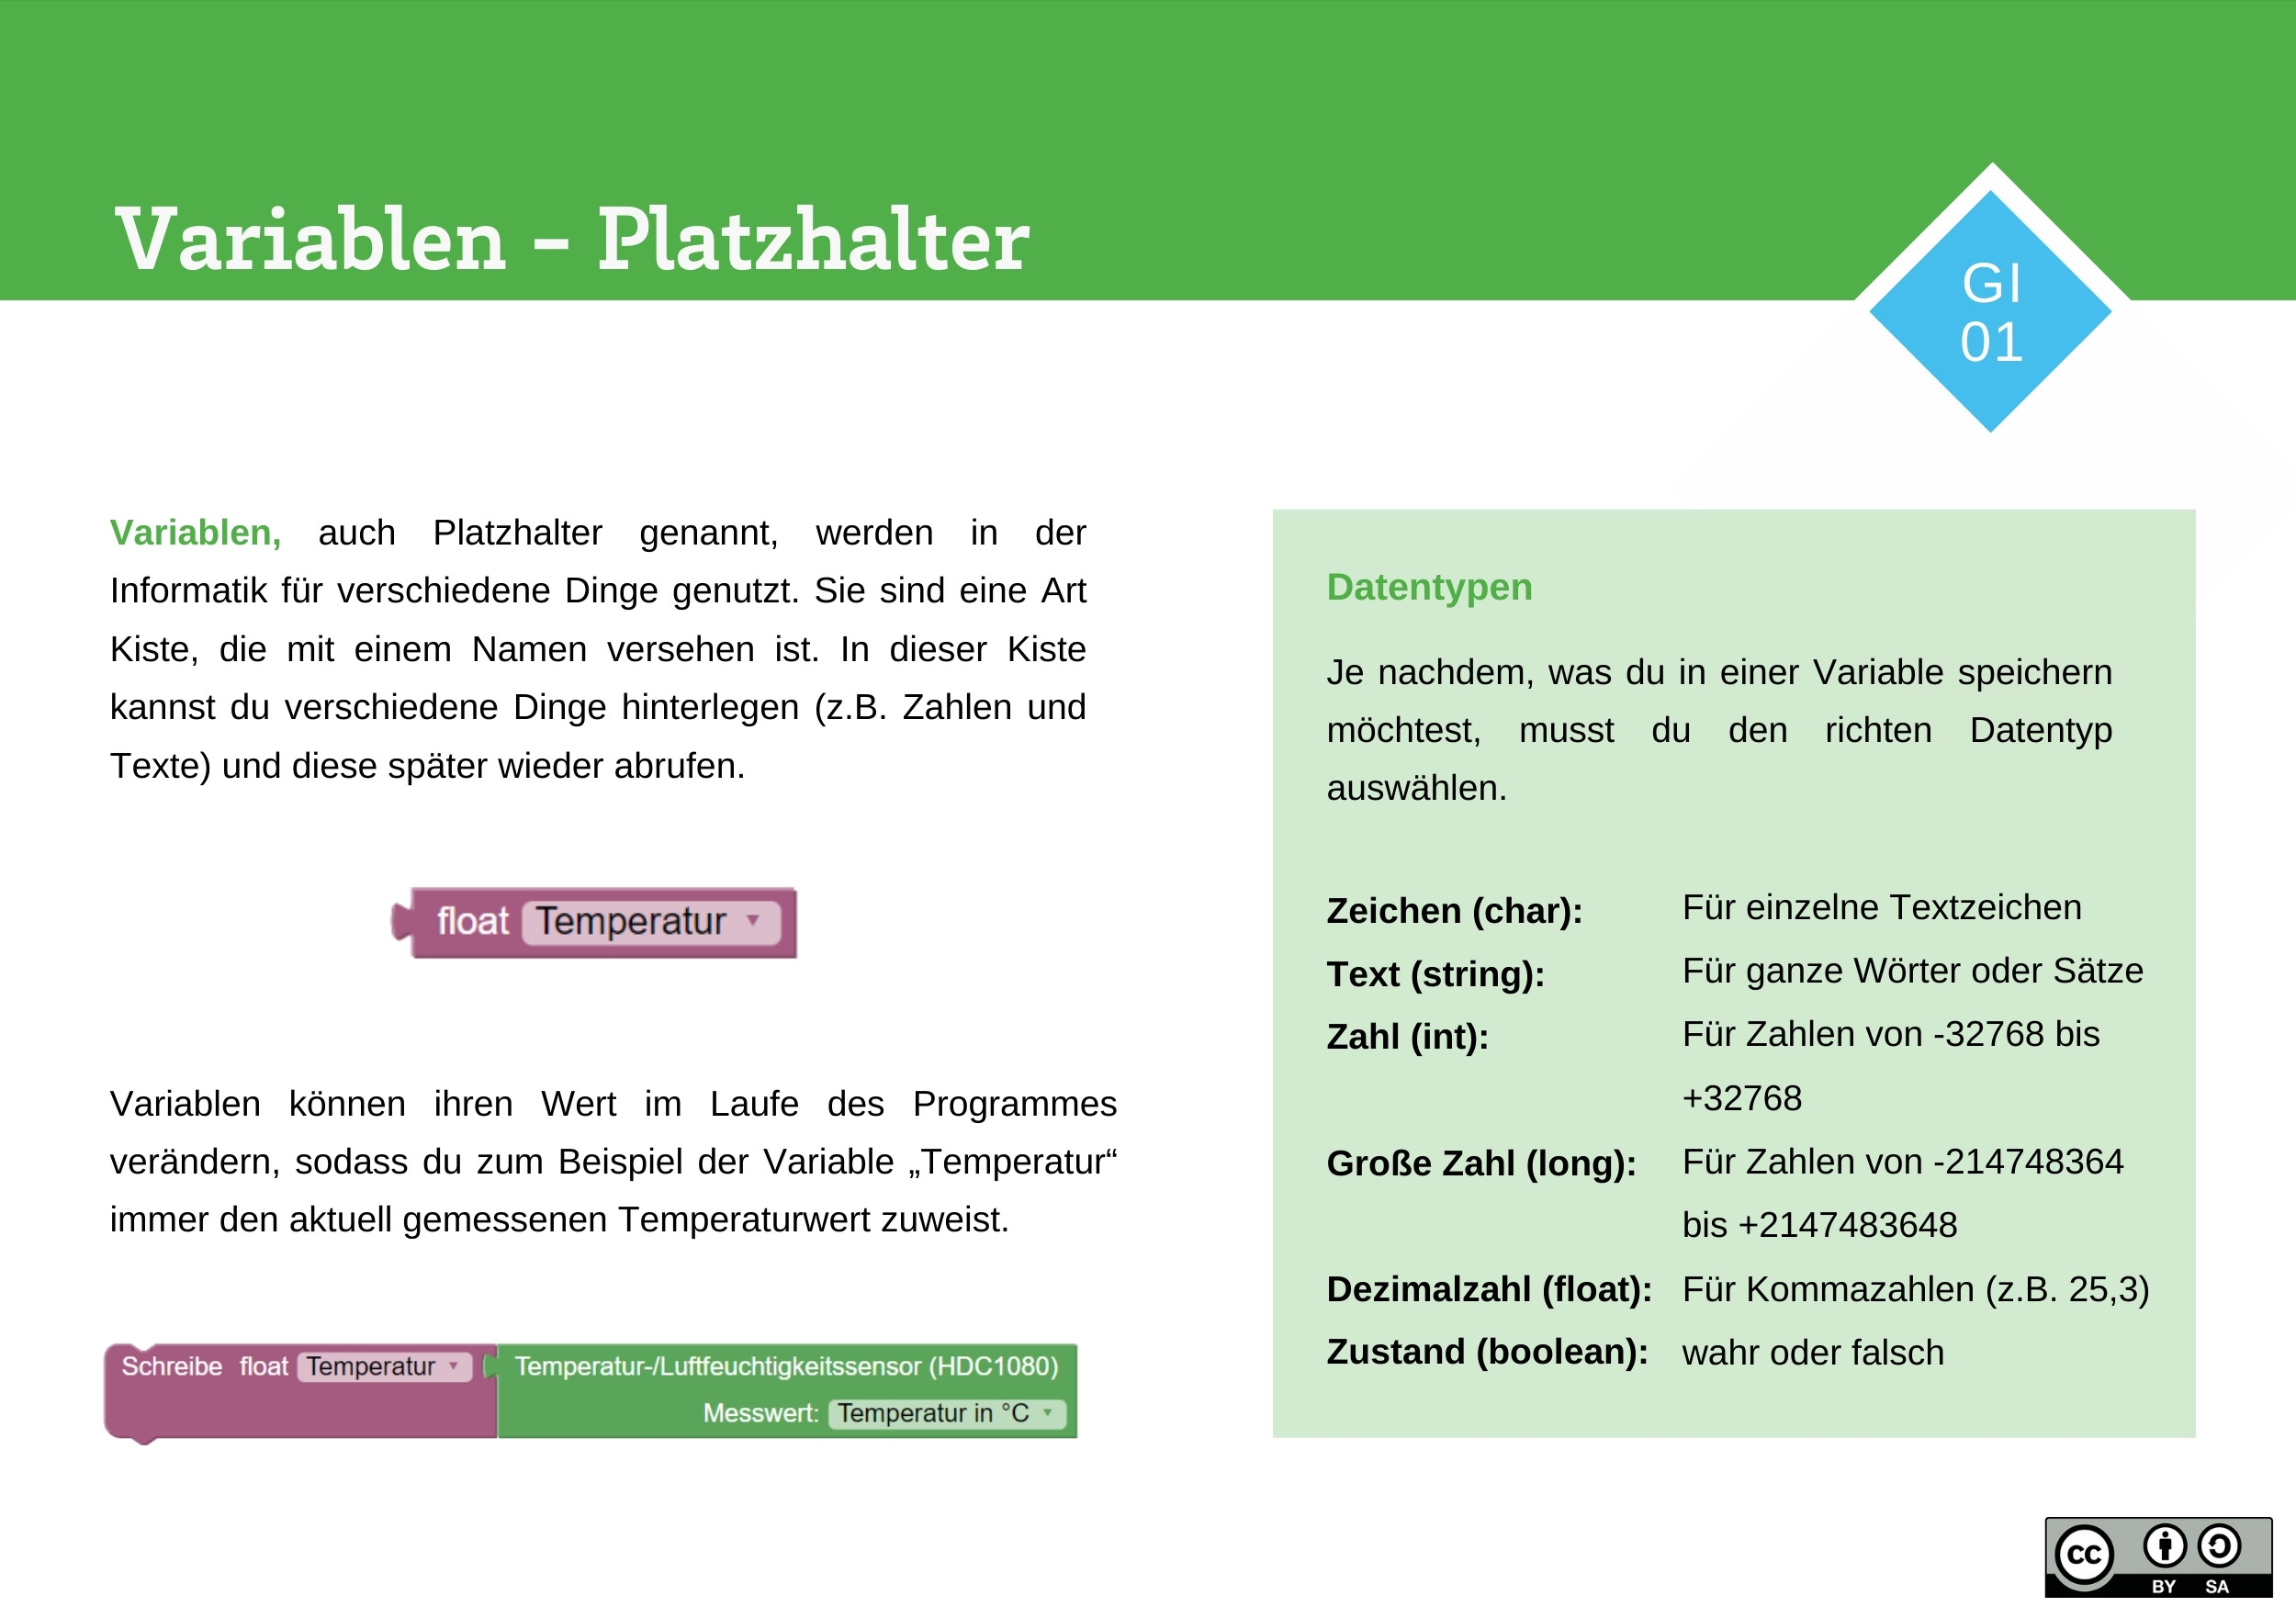 Variablen – Platzhalter
GI
01
Variablen, auch Platzhalter genannt, werden in der
Informatik für verschiedene Dinge genutzt. Sie sind eine Art
Kiste, die mit einem Namen versehen ist. In dieser Kiste
kannst du verschiedene Dinge hinterlegen (z.B. Zahlen und
Texte) und diese später wieder abrufen.
float Temperatur
Variablen können ihren Wert im Laufe des Programmes
verändern, sodass du zum Beispiel der Variable „Temperatur“
immer den aktuell gemessenen Temperaturwert zuweist.
Schreibe float Temperatur Temperatur-/Luftfeuchtigkeitssensor (HDC1080)
Messwert: Temperatur in °C
Datentypen
Je nachdem, was du in einer Variable speichern
möchtest, musst du den richten Datentyp
auswählen.
Zeichen (char): Für einzelne Textzeichen
Text (string): Für ganze Wörter oder Sätze
Zahl (int): Für Zahlen von -32768 bis
+32768
Große Zahl (long): Für Zahlen von -214748364
bis +2147483648
Dezimalzahl (float): Für Kommazahlen (z.B. 25,3)
Zustand (boolean): wahr oder falsch
cc
BY SA